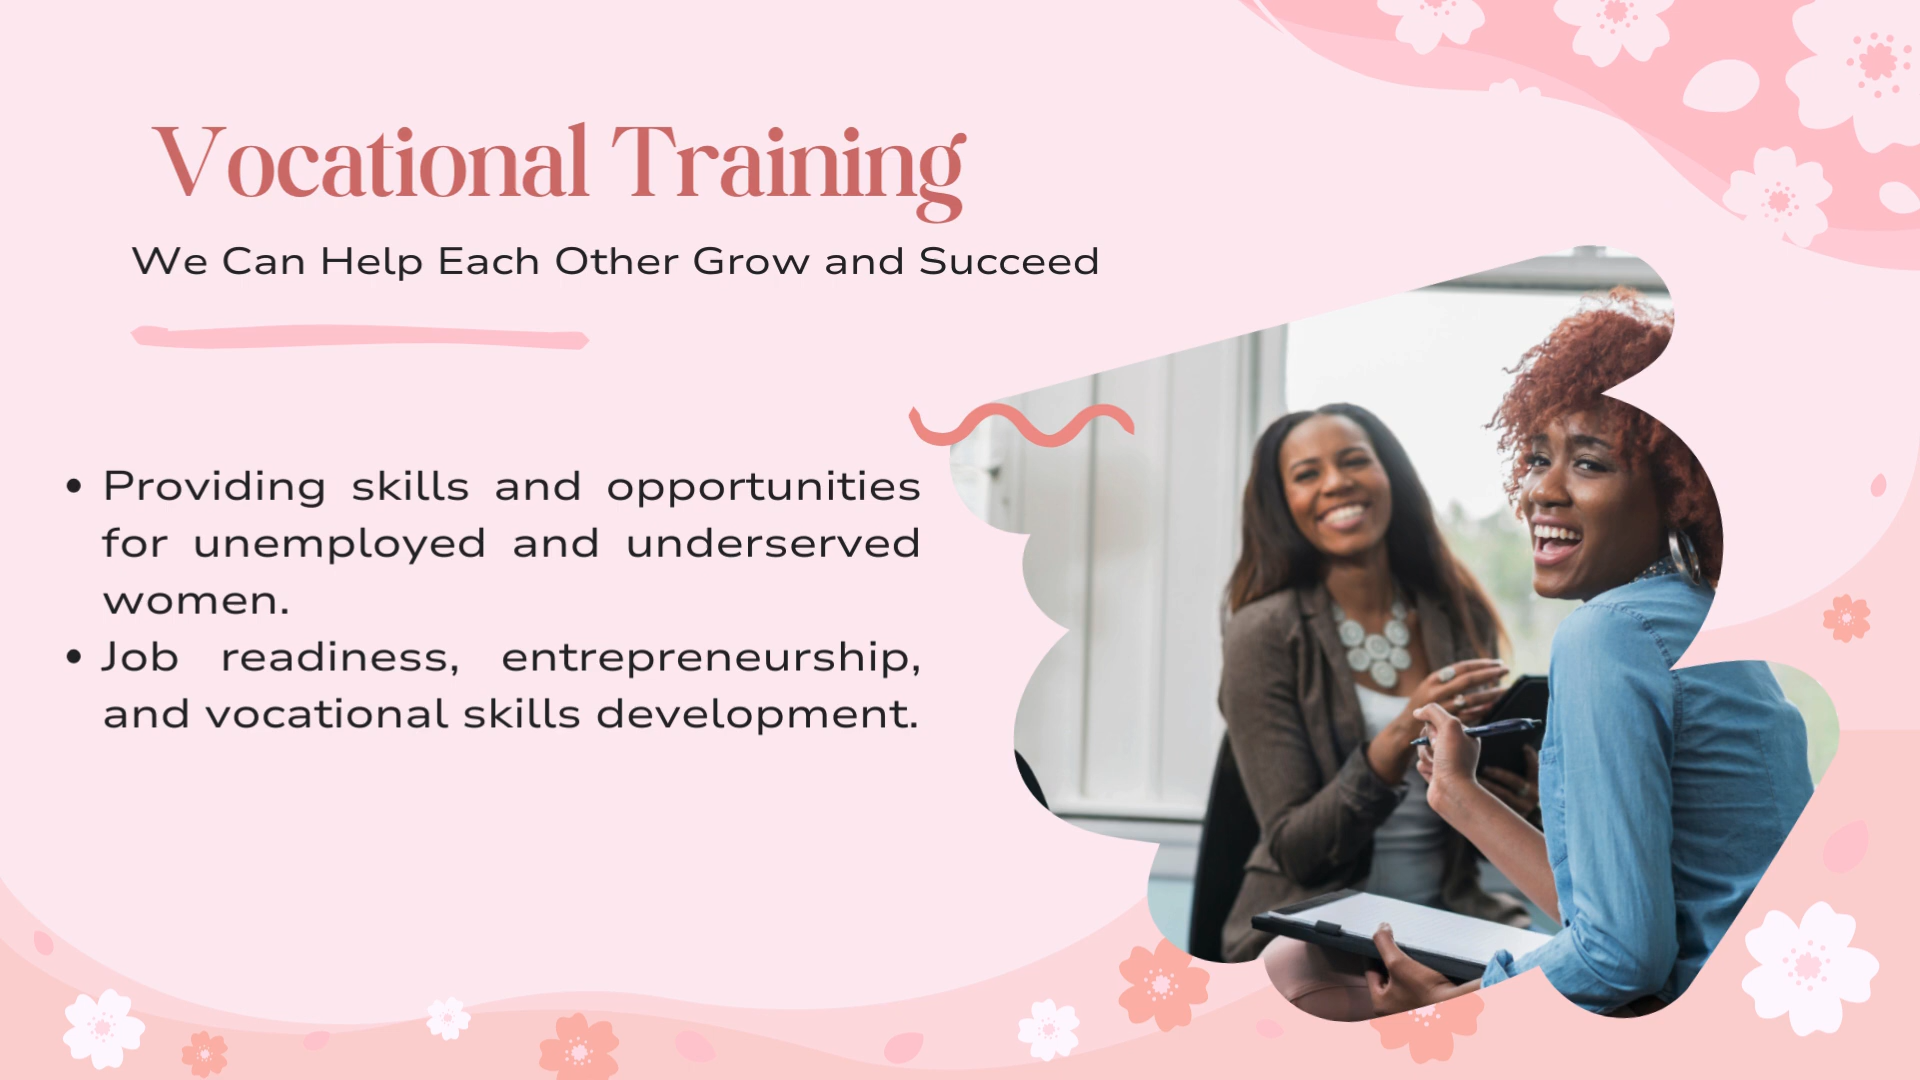 Vocational Training
We Can Help Each Other Grow and Succeed
• Providing skills and opportunities
for unemployed and underserved
women.
• Job readiness, entrepreneurship,
and vocational skills development.